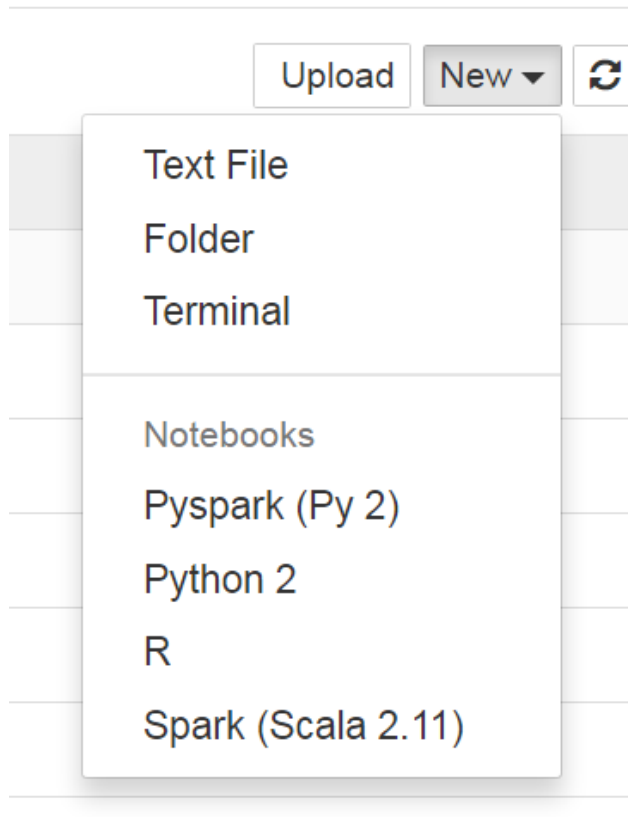 Upload New
Text File
Folder
Terminal
Notebooks
Pyspark (Py 2)
Python 2
R
Spark (Scala 2.11)